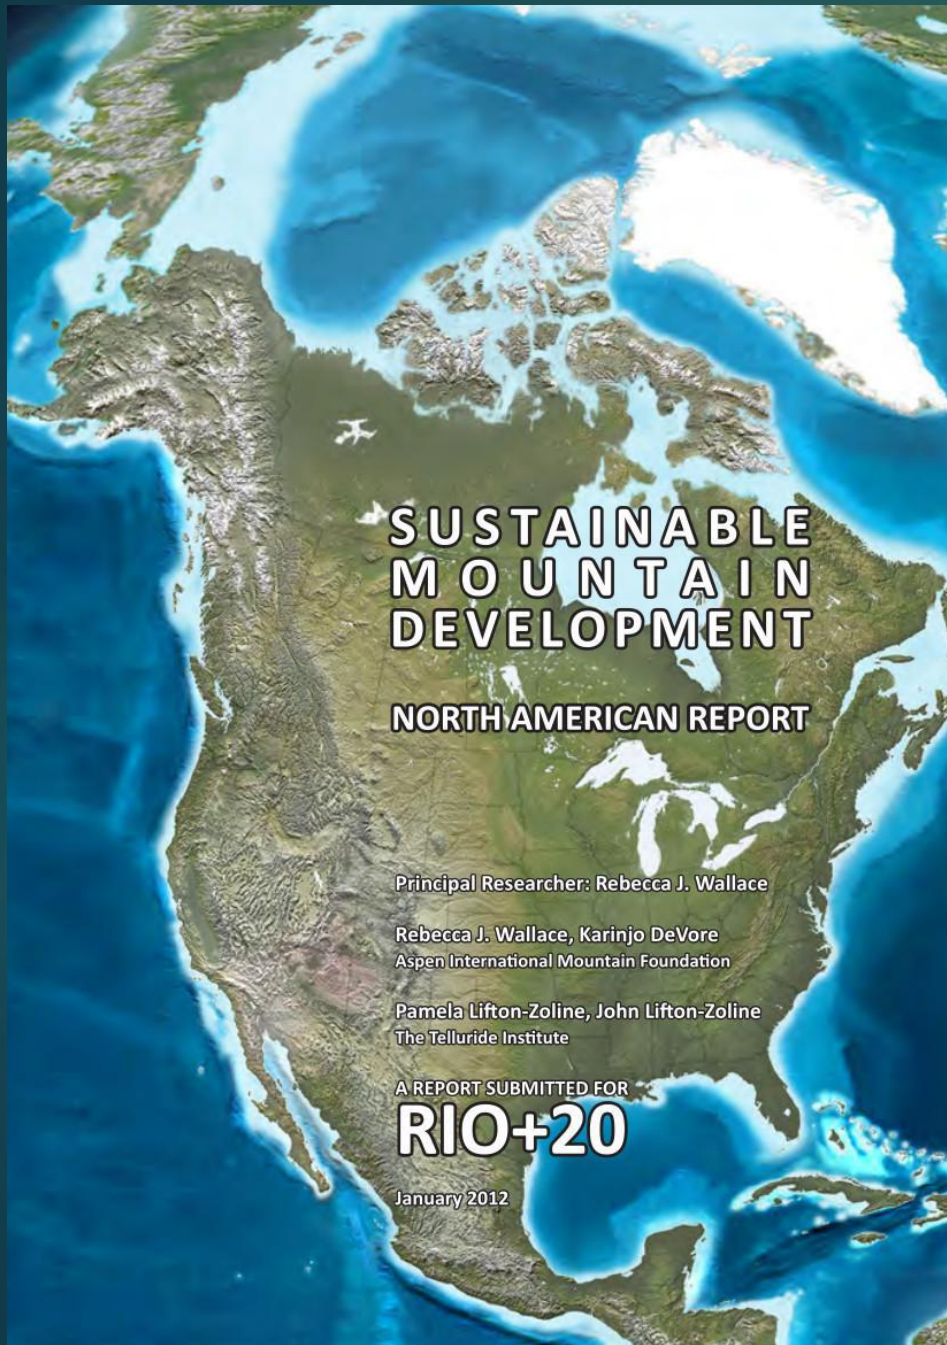 SUSTAINABLE
MOUNTAIN
DEVELOPMENT
NORTH AMERICAN REPORT
Principal Researcher: Rebecca J. Wallace
Rebecca J. Wallace, Karinjo DeVore
Aspen International Mountain Foundation
Pamela Lifton-Zoline, John Lifton-Zoline
The Telluride Institute
A REPORT SUBMITTED FOR
RIO+20
January 2012